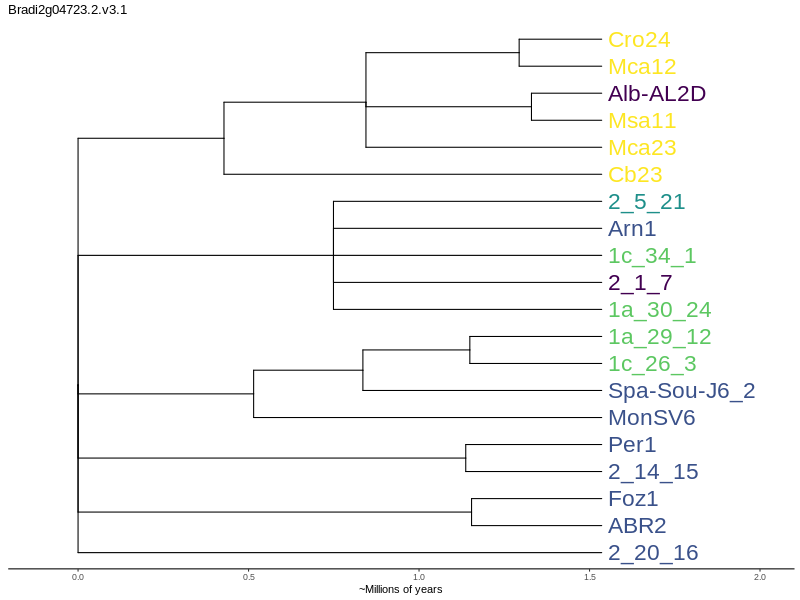 Bradi2g04723.2.v3.1
Cro24
Mca12
Alb-AL2D
Msa11
Mca23
Cb23
2_5_21
Arn1
1c_34_1
2_1_7
1a_30_24
1a_29_12
1c_26_3
Spa-Sou-J6_2
MonSV6
Per1
2_14_15
Foz1
ABR2
2_20_16
0.0 0.5 1.0 1.5 2.0
~Millions of years